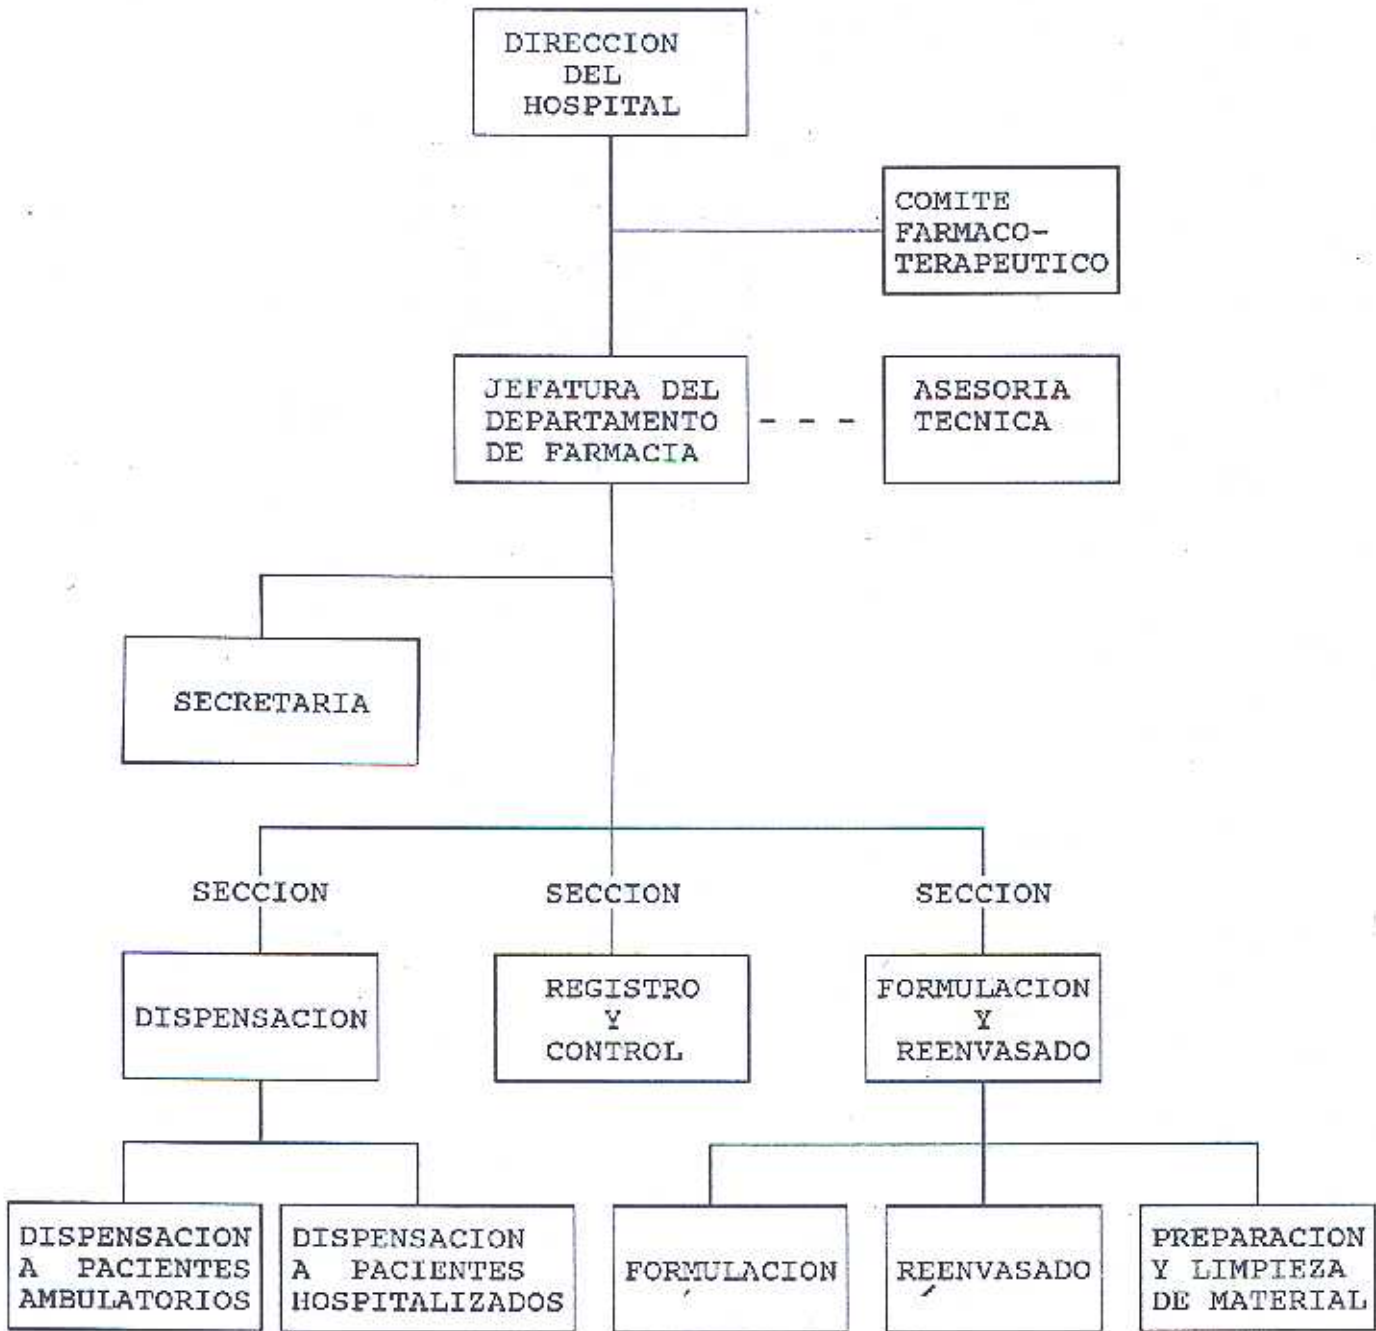 DIRECCION
DEL
HOSPITAL
COMITE
FARMACO-
TERAPEUTICO
JEFATURA DEL
DEPARTAMENTO
DE FARMACIA
- - -
ASESORIA
TECNICA
SECRETARIA
SECCION
SECCION
SECCION
DISPENSACION
REGISTRO
Y
CONTROL
FORMULACION
Y
REENVASADO
DISPENSACION
A PACIENTES
AMBULATORIOS
DISPENSACION
A PACIENTES
HOSPITALIZADOS
FORMULACION
REENVASADO
PREPARACION
Y LIMPIEZA
DE MATERIAL